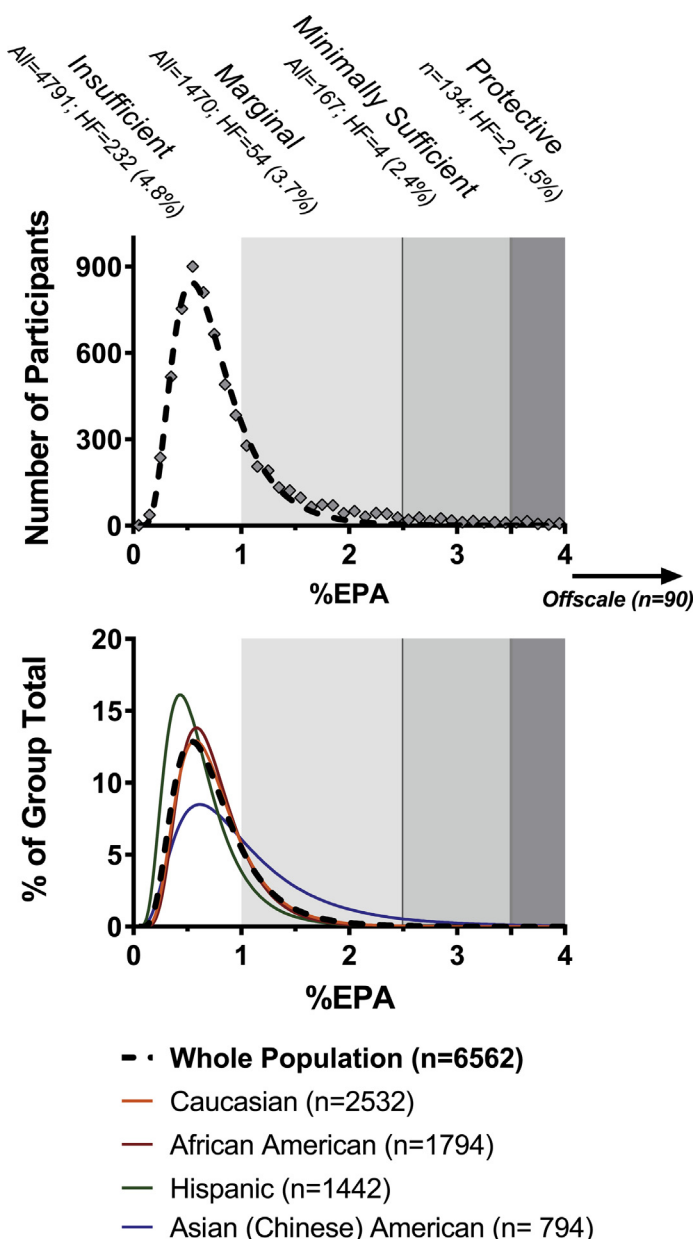 Insufficient
All=4791; HF=232 (4.8%)
Marginal
All=1470; HF=54 (3.7%)
Minimally Sufficient
All=167; HF=4 (2.4%)
Protective
n=134; HF=2 (1.5%)
Number of Participants
900
600
300
0
0 1 2 3 4
%EPA
Offscale (n=90)
% of Group Total
20
15
10
5
0
0 1 2 3 4
%EPA
Whole Population (n=6562)
Caucasian (n=2532)
African American (n=1794)
Hispanic (n=1442)
Asian (Chinese) American (n= 794)